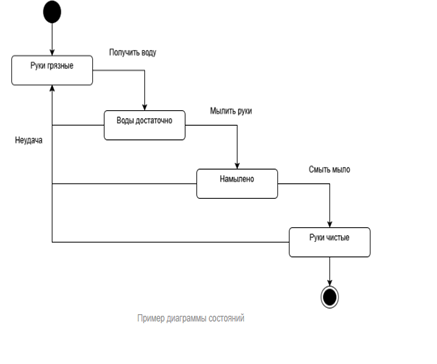 Получить воду
Руки грязные
Мылить руки
Воды достаточно
Неудача
Смыть мыло
Намылено
Руки чистые
Пример диаграммы состояний